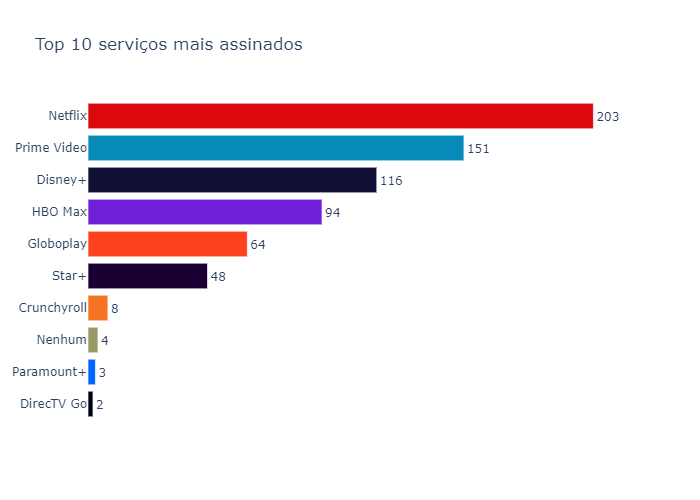 Top 10 serviços mais assinados
Netflix 203
Prime Video 151
Disney+ 116
HBO Max 94
Globoplay 64
Star+ 48
Crunchyroll 8
Nenhum 4
Paramount+ 3
DirecTV Go 2